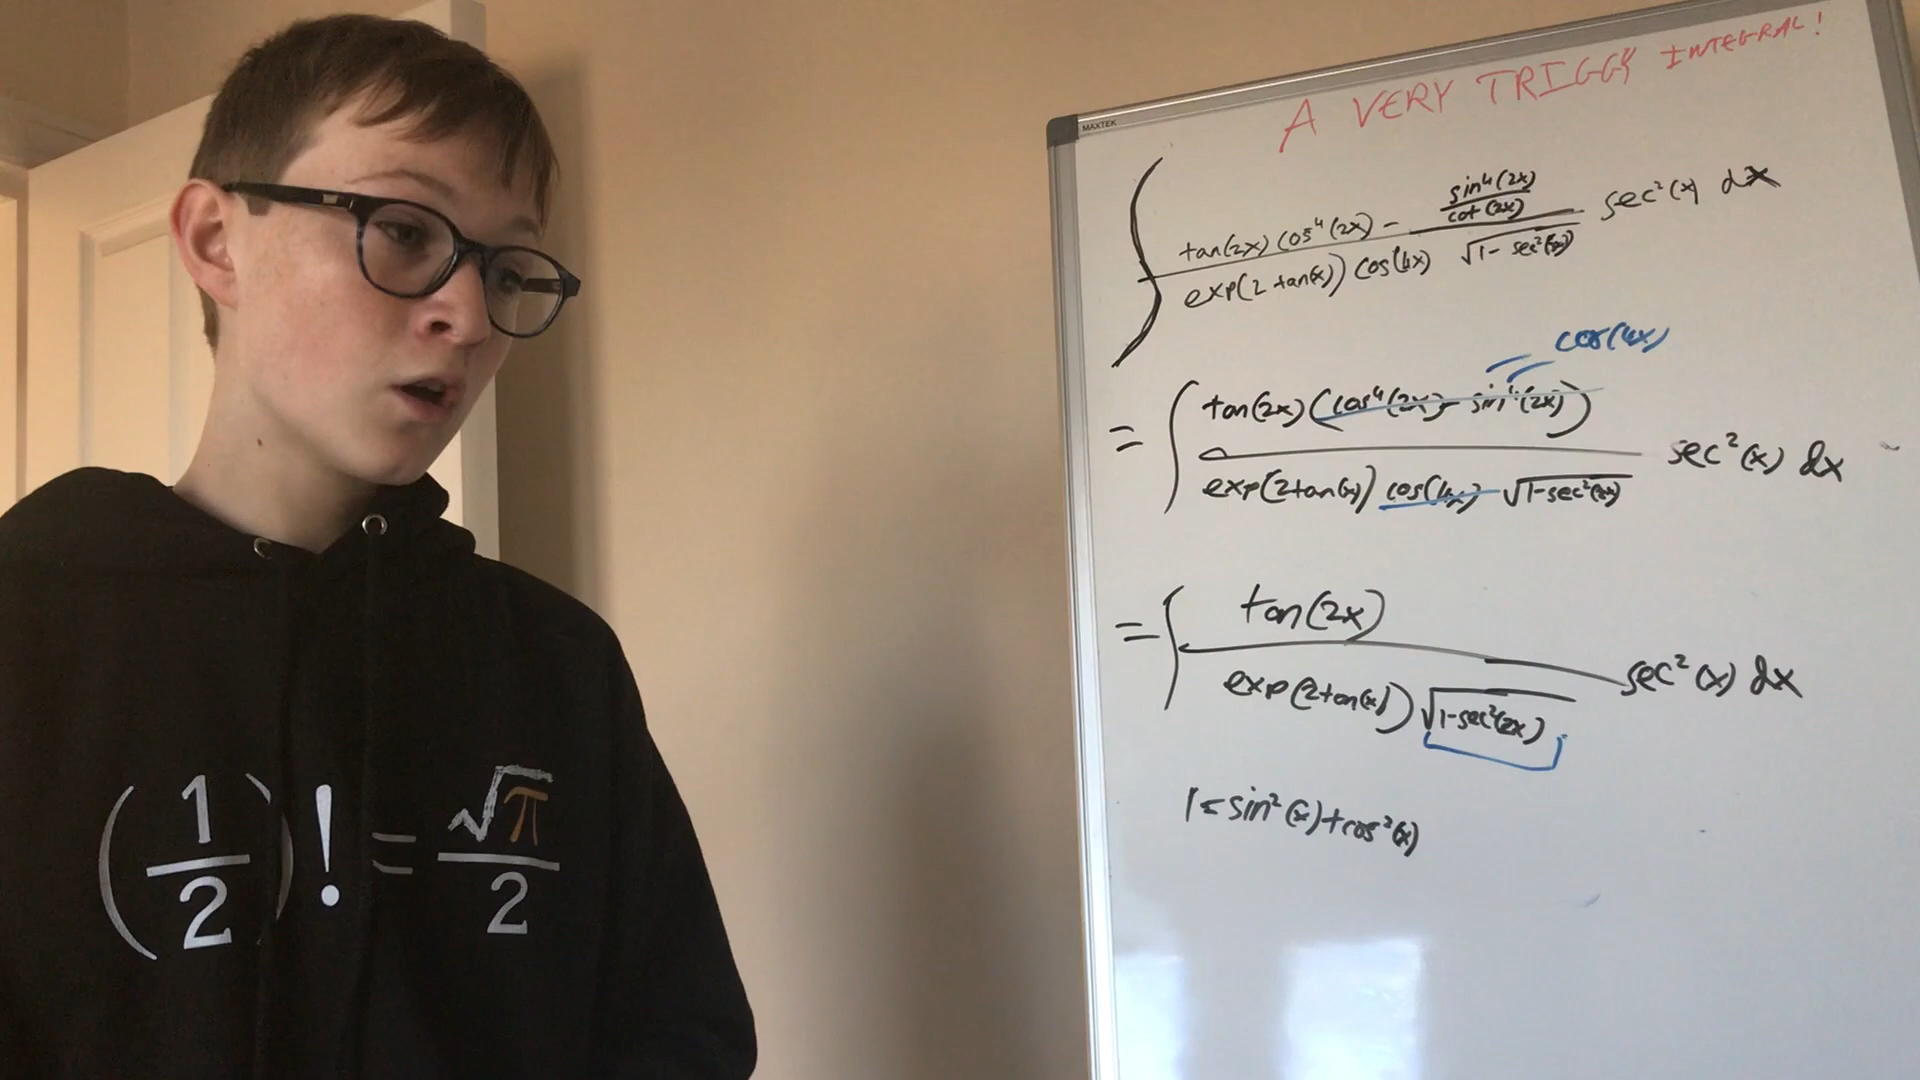 A VERY TRIGGY INTEGRAL!
MAXTEK
∫ (tan(2x) cos⁴(2x) - sin⁴(2x)/cot(2x)) / (exp(2 tan(x)) cos(4x) √(1 - sec²(2x))) sec²(x) dx
cos(4x)
= ∫ tan(2x)(cos⁴(2x) - sin⁴(2x)) / (exp(2tan(x)) cos(4x) √(1-sec²(2x))) sec²(x) dx
= ∫ tan(2x) / (exp(2tan(x)) √(1-sec²(2x))) sec²(x) dx
1 = sin²(x)+cos²(x)
(1/2)! = √π/2